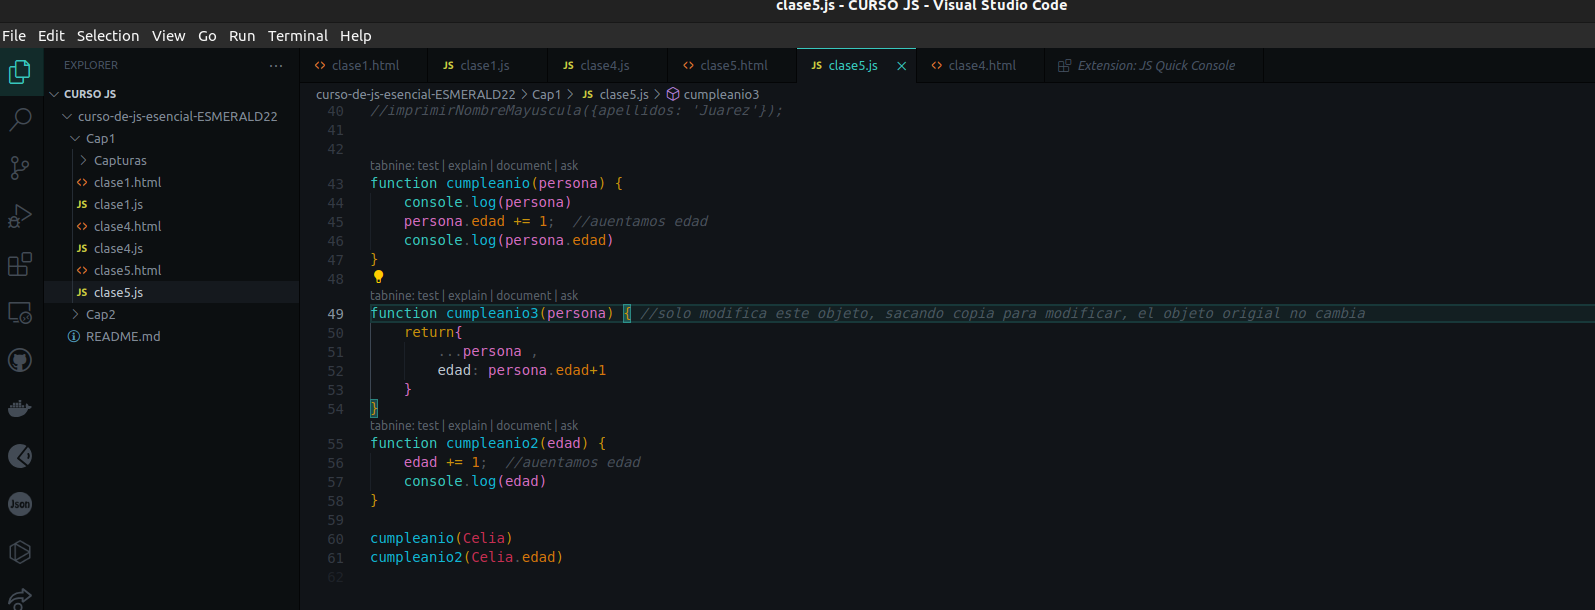 clase5.js - CURSO JS - Visual Studio Code
File Edit Selection View Go Run Terminal Help
EXPLORER ...
CURSO JS
curso-de-js-esencial-ESMERALD22
Cap1
Capturas
<> clase1.html
JS clase1.js
<> clase4.html
JS clase4.js
<> clase5.html
JS clase5.js
Cap2
README.md
Json
<> clase1.html JS clase1.js JS clase4.js <> clase5.html JS clase5.js × <> clase4.html Extension: JS Quick Console
curso-de-js-esencial-ESMERALD22 > Cap1 > JS clase5.js > cumpleanio3
40 //imprimirNombreMayuscula({apellidos: 'Juarez'});
41
42
tabnine: test | explain | document | ask
43 function cumpleanio(persona) {
44 console.log(persona)
45 persona.edad += 1; //auentamos edad
46 console.log(persona.edad)
47 }
48
tabnine: test | explain | document | ask
49 function cumpleanio3(persona) { //solo modifica este objeto, sacando copia para modificar, el objeto origial no cambia
50 return{
51 ...persona ,
52 edad: persona.edad+1
53 }
54 }
tabnine: test | explain | document | ask
55 function cumpleanio2(edad) {
56 edad += 1; //auentamos edad
57 console.log(edad)
58 }
59
60 cumpleanio(Celia)
61 cumpleanio2(Celia.edad)
62